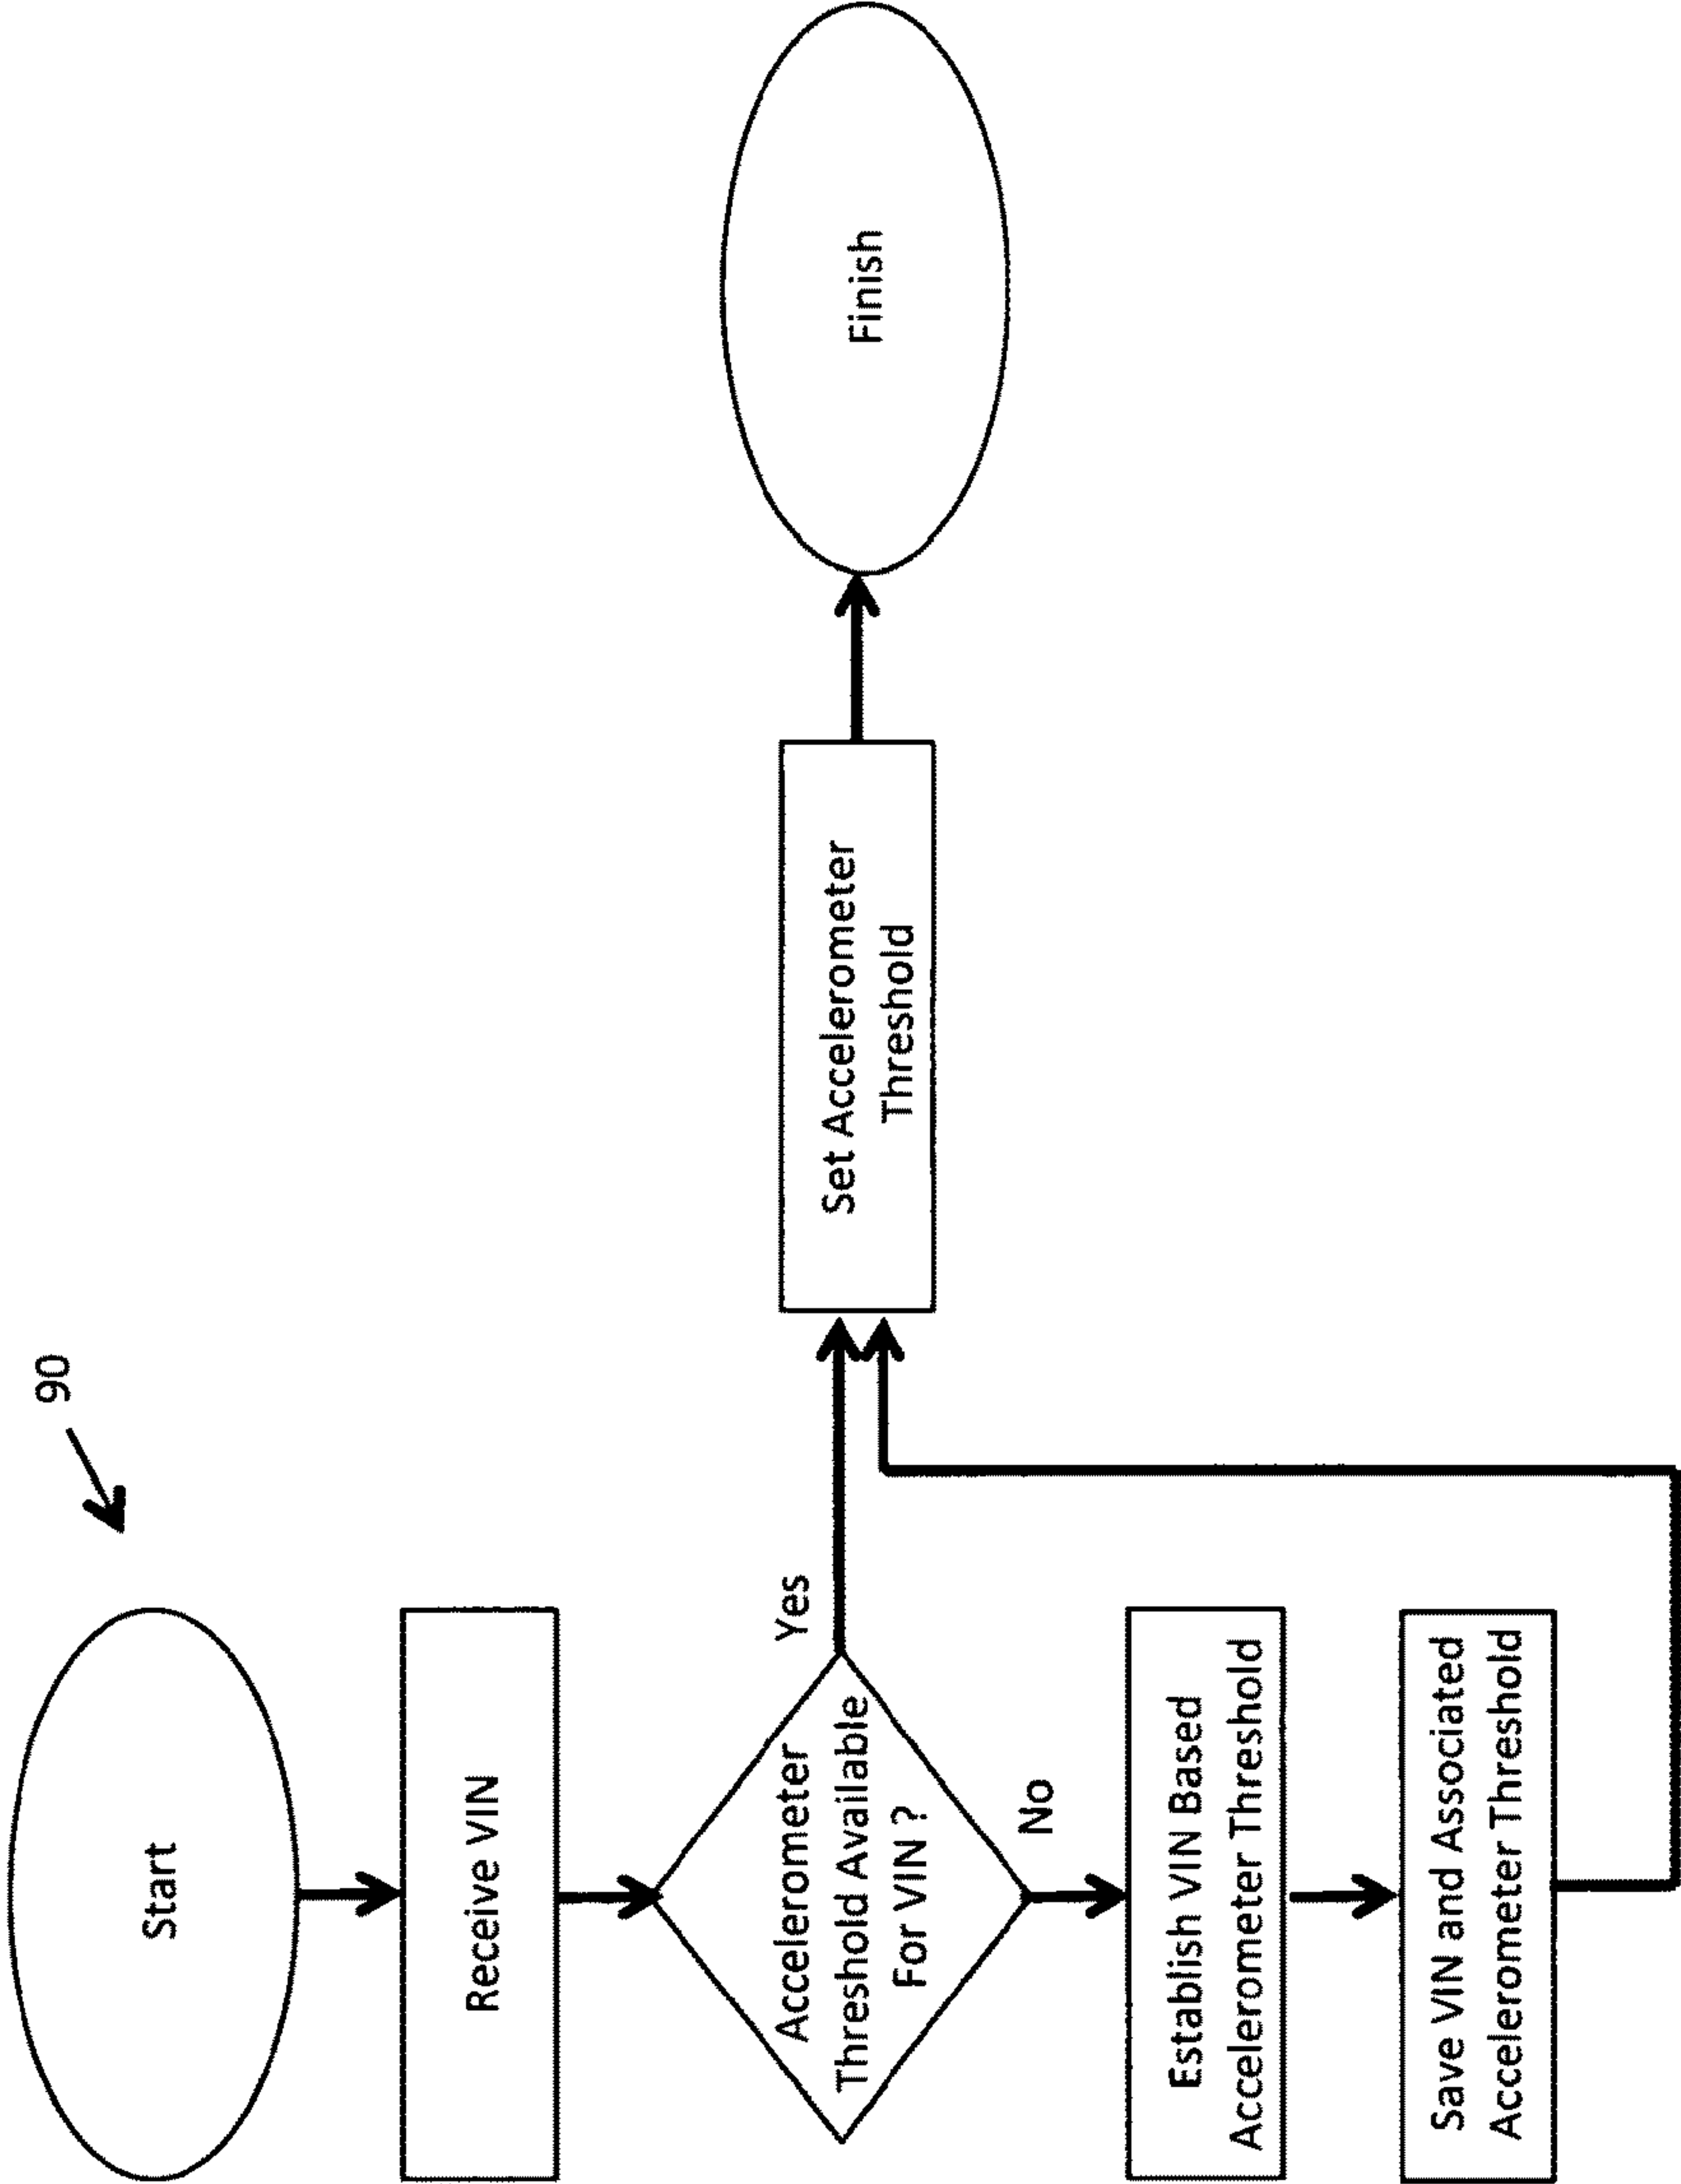 90
Start
Receive VIN
Accelerometer
Threshold Available
For VIN ?
Yes
No
Establish VIN Based
Accelerometer Threshold
Save VIN and Associated
Accelerometer Threshold
Set Accelerometer
Threshold
Finish